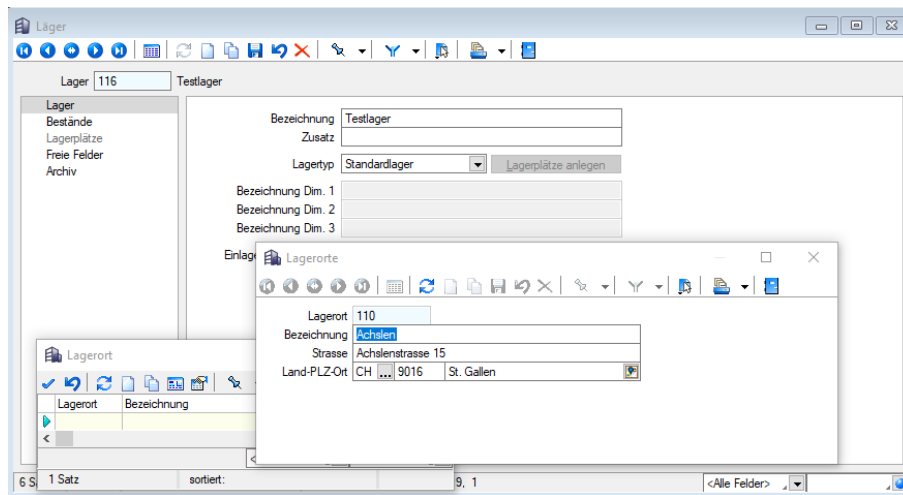 Läger
Lager 116 Testlager
Lager
Bestände
Lagerplätze
Freie Felder
Archiv
Bezeichnung Testlager
Zusatz
Lagertyp Standardlager Lagerplätze anlegen
Bezeichnung Dim. 1
Bezeichnung Dim. 2
Bezeichnung Dim. 3
Einlage
Lagerorte
Lagerort 110
Bezeichnung Achslen
Strasse Achslenstrasse 15
Land-PLZ-Ort CH ... 9016 St. Gallen
Lagerort
Lagerort Bezeichnung
<
1 Satz sortiert:
6 S 9, 1 <Alle Felder>